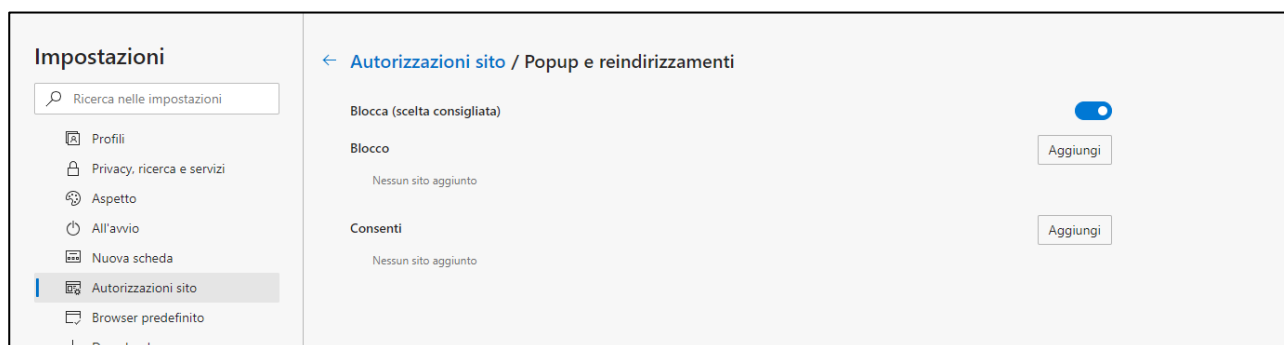 Impostazioni
Ricerca nelle impostazioni
Profili
Privacy, ricerca e servizi
Aspetto
All'avvio
Nuova scheda
Autorizzazioni sito
Browser predefinito
← Autorizzazioni sito / Popup e reindirizzamenti
Blocca (scelta consigliata)
Blocco
Aggiungi
Nessun sito aggiunto
Consenti
Aggiungi
Nessun sito aggiunto